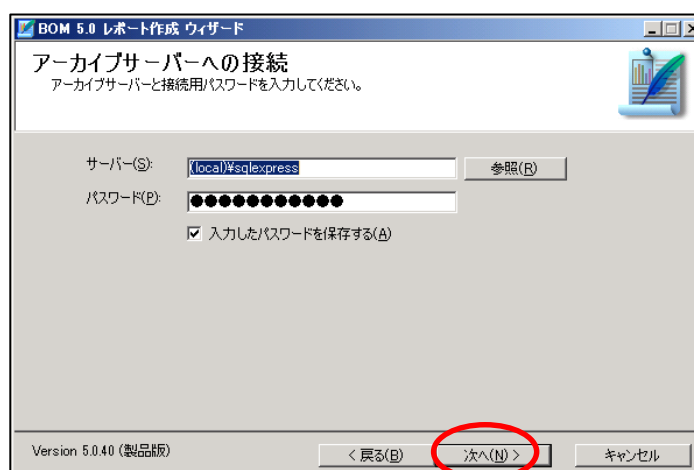 BOM 5.0 レポート作成 ウィザード
アーカイブサーバーへの接続
アーカイブサーバーと接続用パスワードを入力してください。
サーバー(S): (local)¥sqlexpress 参照(R)
パスワード(P): ●●●●●●●●●●●
入力したパスワードを保存する(A)
Version 5.0.40 (製品版) < 戻る(B) 次へ(N) > キャンセル